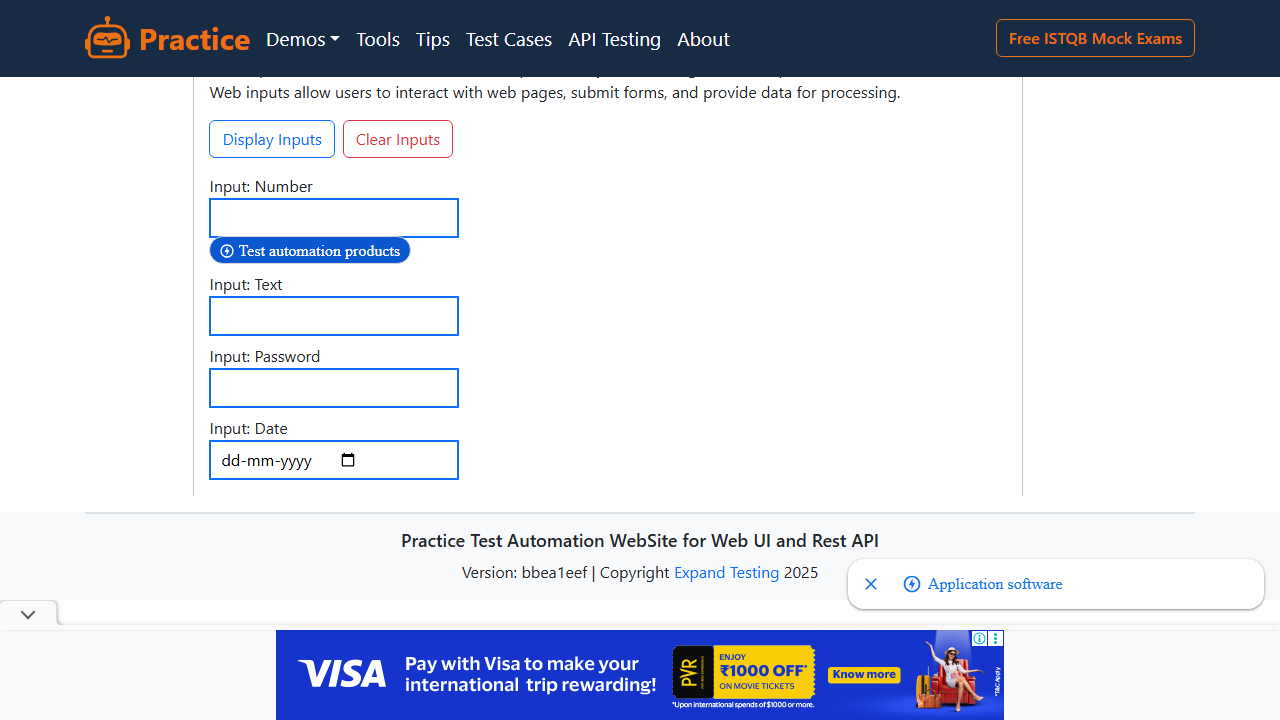 Practice
Demos Tools Tips Test Cases API Testing About
Free ISTQB Mock Exams
Web inputs allow users to interact with web pages, submit forms, and provide data for processing.
Display Inputs
Clear Inputs
Input: Number
Test automation products
Input: Text
Input: Password
Input: Date
dd-mm-yyyy
Practice Test Automation WebSite for Web UI and Rest API
Version: bbea1eef | Copyright Expand Testing 2025
Application software
VISA
Pay with Visa to make your
international trip rewarding!
PVR
ENJOY
₹1000 OFF*
ON MOVIE TICKETS
*Upon international spends of $1000 or more.
Know more
*T&C Apply